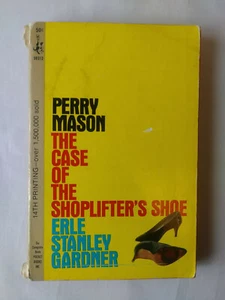 PERRY
MASON
THE
CASE
OF
THE
SHOPLIFTER'S SHOE
ERLE
STANLEY
GARDNER
14TH PRINTING—over 1,500,000 sold